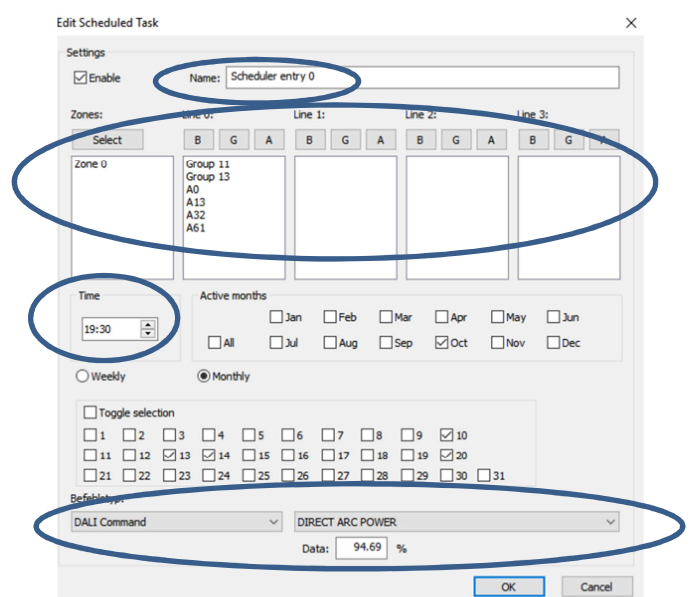 Edit Scheduled Task
Settings
Enable
Name: Scheduler entry 0
Zones: Line 0: Line 1: Line 2: Line 3:
Select B G A B G A B G A B G A
Zone 0
Group 11
Group 13
A0
A13
A32
A61
Time
19:30
Active months
Jan Feb Mar Apr May Jun
All Jul Aug Sep Oct Nov Dec
Weekly Monthly
Toggle selection
1 2 3 4 5 6 7 8 9 10
11 12 13 14 15 16 17 18 19 20
21 22 23 24 25 26 27 28 29 30 31
Befehlstyp:
DALI Command DIRECT ARC POWER
Data: 94.69 %
OK Cancel